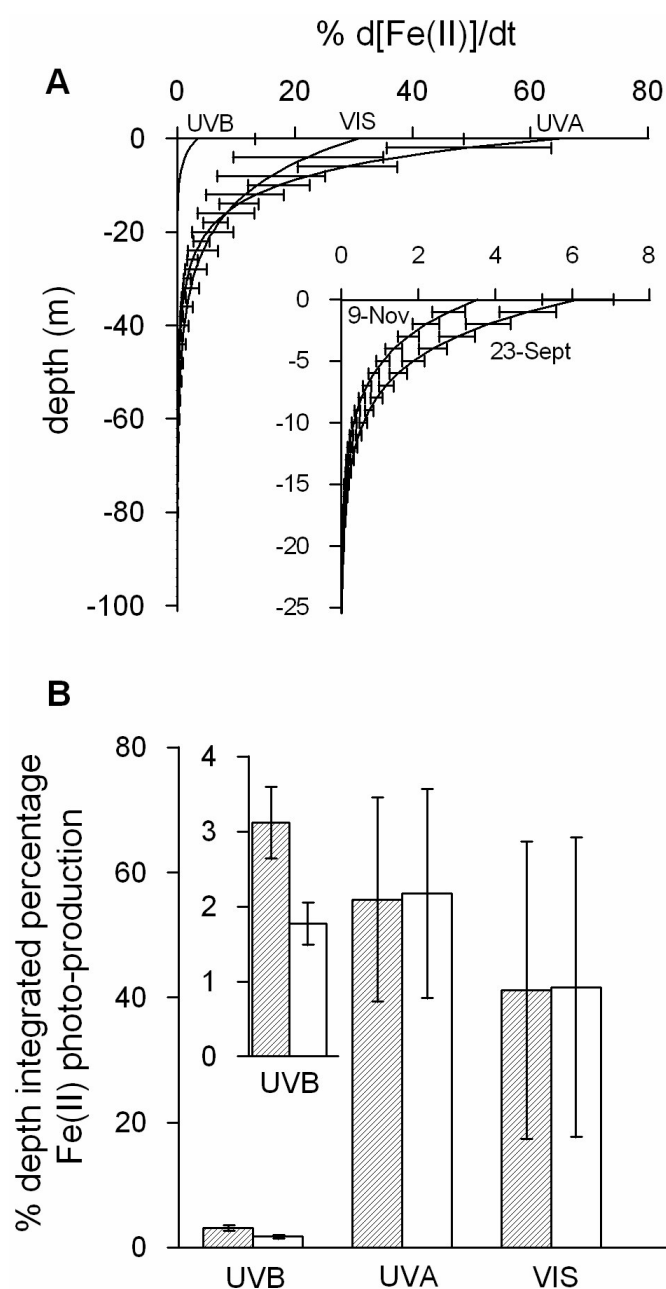 % d[Fe(II)]/dt
A
0 20 40 60 80
UVB VIS UVA
0
-20
-40
-60
-80
-100
depth (m)
0 2 4 6 8
0
-5
-10
-15
-20
-25
9-Nov
23-Sept
B
80
60
40
20
0
% depth integrated percentage
Fe(II) photo-production
4
3
2
1
0
UVB
UVB UVA VIS